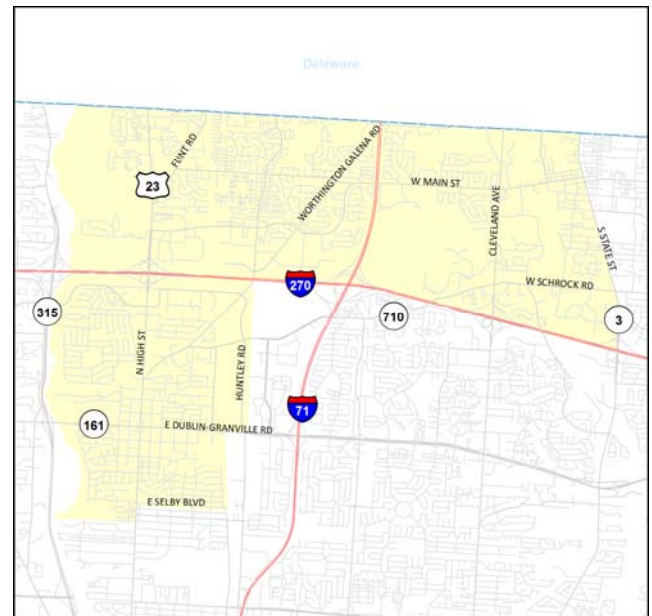 Delaware
FLINT RD
WORTHINGTON GALENA RD
23
W MAIN ST
CLEVELAND AVE
S STATE ST
270
W SCHROCK RD
315
710
3
N HIGH ST
HUNTLEY RD
71
161
E DUBLIN-GRANVILLE RD
E SELBY BLVD